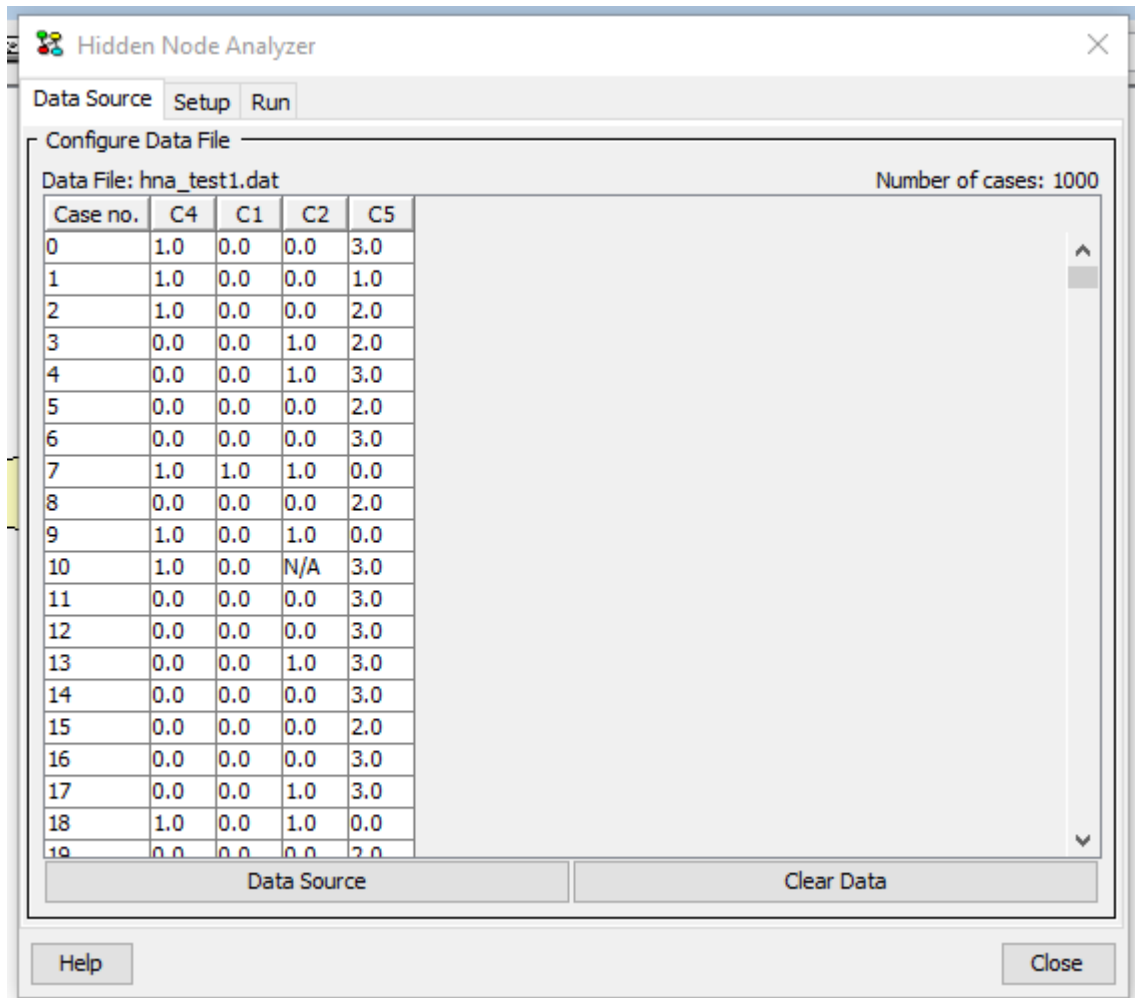 Hidden Node Analyzer
Data Source Setup Run
Configure Data File
Data File: hna_test1.dat Number of cases: 1000
Case no. C4 C1 C2 C5
0 1.0 0.0 0.0 3.0
1 1.0 0.0 0.0 1.0
2 1.0 0.0 0.0 2.0
3 0.0 0.0 1.0 2.0
4 0.0 0.0 1.0 3.0
5 0.0 0.0 0.0 2.0
6 0.0 0.0 0.0 3.0
7 1.0 1.0 1.0 0.0
8 0.0 0.0 0.0 2.0
9 1.0 0.0 1.0 0.0
10 1.0 0.0 N/A 3.0
11 0.0 0.0 0.0 3.0
12 0.0 0.0 0.0 3.0
13 0.0 0.0 1.0 3.0
14 0.0 0.0 0.0 3.0
15 0.0 0.0 0.0 2.0
16 0.0 0.0 0.0 3.0
17 0.0 0.0 1.0 3.0
18 1.0 0.0 1.0 0.0
19 0.0 0.0 0.0 2.0
Data Source Clear Data
Help Close